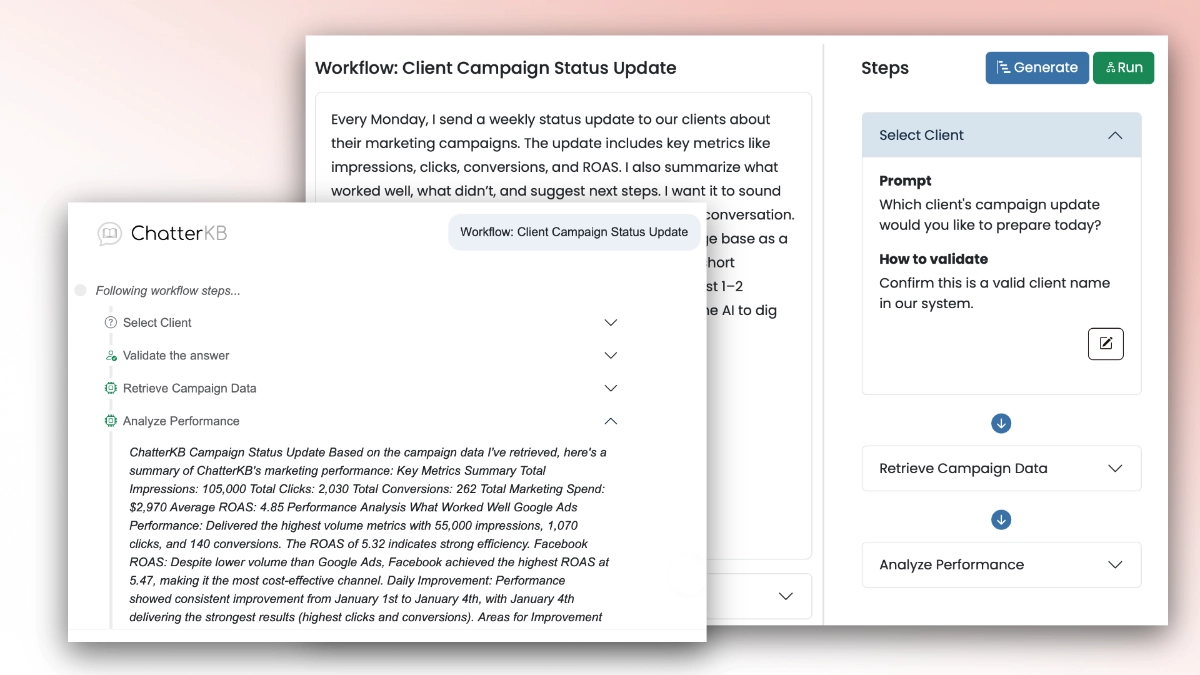 Workflow: Client Campaign Status Update
Every Monday, I send a weekly status update to our clients about
their marketing campaigns. The update includes key metrics like
impressions, clicks, conversions, and ROAS. I also summarize what
worked well, what didn’t, and suggest next steps. I want it to sound
conversation.
base as a
1–2
AI to dig
Steps
Generate
Run
Select Client
Prompt
Which client's campaign update
would you like to prepare today?
How to validate
Confirm this is a valid client name
in our system.
Retrieve Campaign Data
Analyze Performance
ChatterKB
Workflow: Client Campaign Status Update
Following workflow steps...
Select Client
Validate the answer
Retrieve Campaign Data
Analyze Performance
ChatterKB Campaign Status Update Based on the campaign data I've retrieved, here's a
summary of ChatterKB's marketing performance: Key Metrics Summary Total
Impressions: 105,000 Total Clicks: 2,030 Total Conversions: 262 Total Marketing Spend:
$2,970 Average ROAS: 4.85 Performance Analysis What Worked Well Google Ads
Performance: Delivered the highest volume metrics with 55,000 impressions, 1,070
clicks, and 140 conversions. The ROAS of 5.32 indicates strong efficiency. Facebook
ROAS: Despite lower volume than Google Ads, Facebook achieved the highest ROAS at
5.47, making it the most cost-effective channel. Daily Improvement: Performance
showed consistent improvement from January 1st to January 4th, with January 4th
delivering the strongest results (highest clicks and conversions). Areas for Improvement